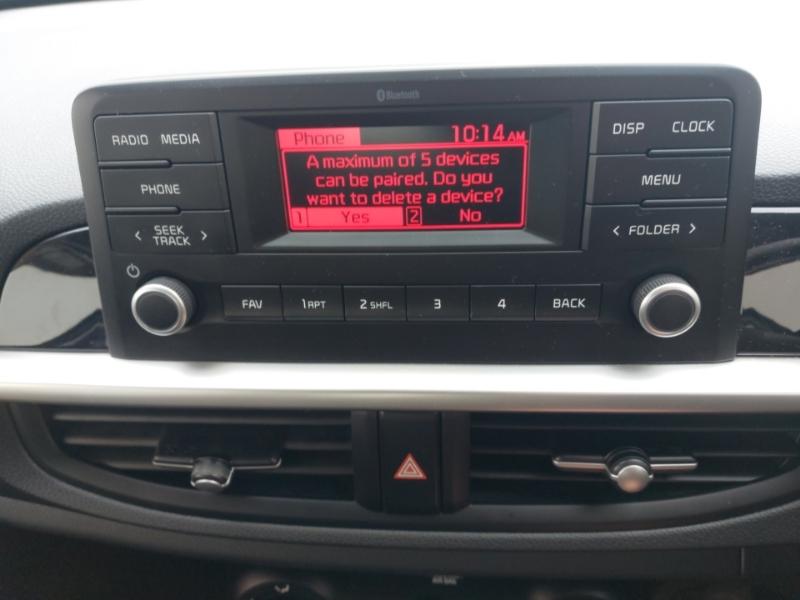 Bluetooth
RADIO MEDIA
PHONE
< SEEK >
TRACK
Phone 10:14 AM
A maximum of 5 devices
can be paired. Do you
want to delete a device?
1 Yes 2 No
DISP CLOCK
MENU
< FOLDER >
FAV 1 RPT 2 SHFL 3 4 BACK